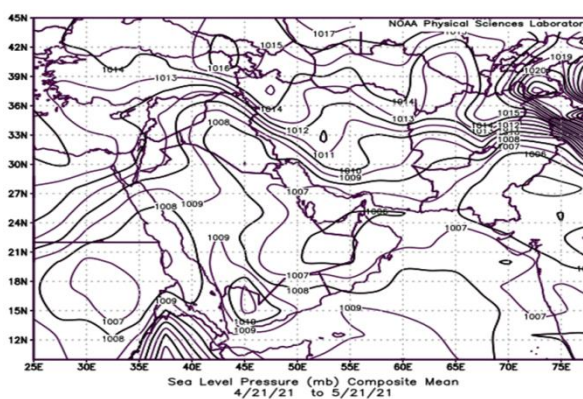 NOAA Physical Sciences Laborator
45N
42N
39N
36N
33N
30N
27N
24N
21N
18N
15N
12N
1017
1015
1019
1016
1014
1020
1013
1014
1014
1015
1013
1008
1012
1011
1008
1010
1009
1007
1006
1007
1008
1009
1009
1007
1007
1008
1009
1009
1007
1008
1010
1009
25E 30E 35E 40E 45E 50E 55E 60E 65E 70E 75E
Sea Level Pressure (mb) Composite Mean
4/21/21 to 5/21/21